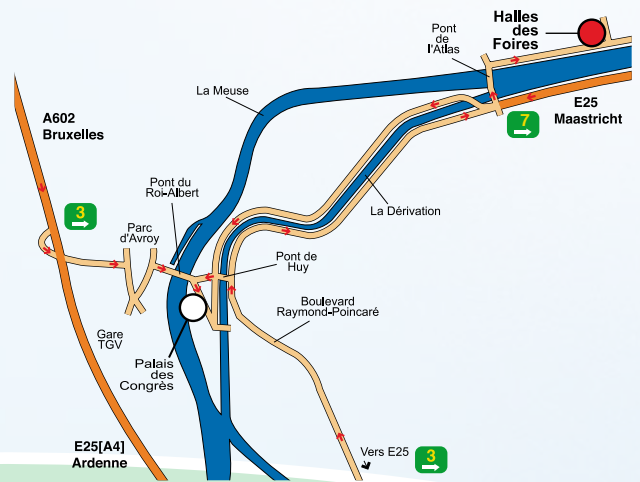 Halles
des
Foires
Pont
de
l'Atlas
La Meuse
E25
Maastricht
A602
Bruxelles
7
3
Pont du
Roi-Albert
La Dérivation
Parc
d'Avroy
Pont de
Huy
Boulevard
Raymond-Poincaré
Gare
TGV
Palais
des
Congrès
E25[A4]
Ardenne
Vers E25
3